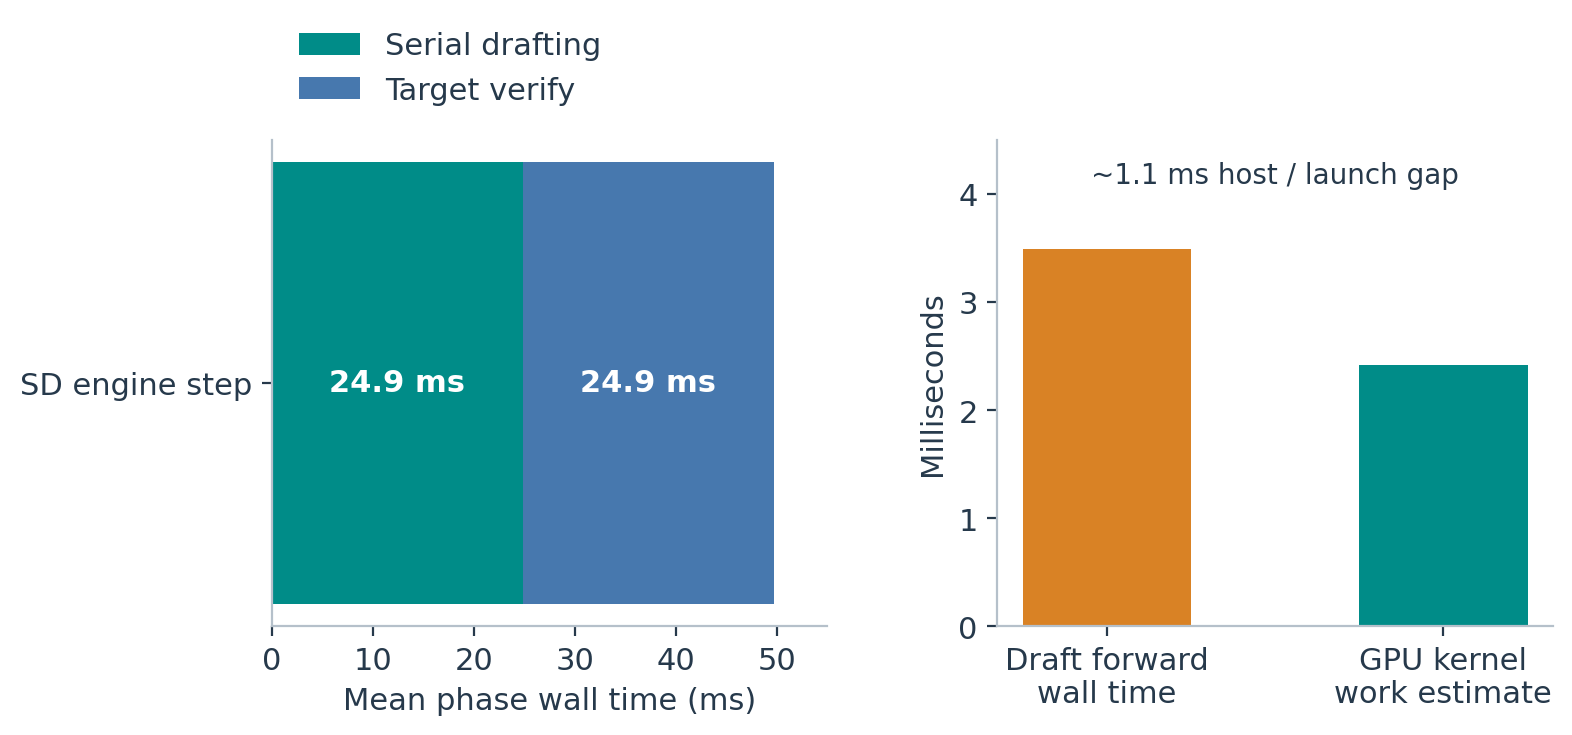 Serial drafting
Target verify
SD engine step
24.9 ms
24.9 ms
0
10
20
30
40
50
Mean phase wall time (ms)
~1.1 ms host / launch gap
Milliseconds
4
3
2
1
0
Draft forward
wall time
GPU kernel
work estimate